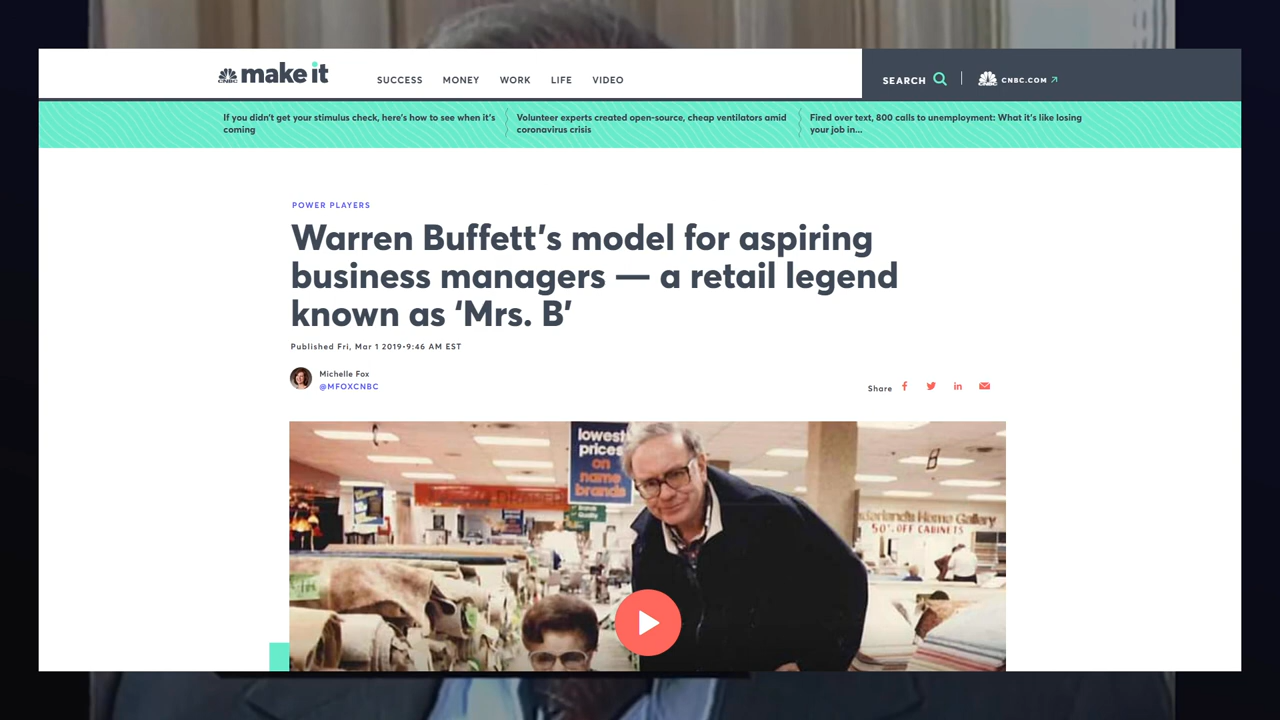 CNBC make it
SUCCESS MONEY WORK LIFE VIDEO
SEARCH
CNBC.COM
If you didn't get your stimulus check, here's how to see when it's
coming
Volunteer experts created open-source, cheap ventilators amid
coronavirus crisis
Fired over text, 800 calls to unemployment: What it's like losing
your job in...
POWER PLAYERS
Warren Buffett's model for aspiring
business managers — a retail legend
known as ‘Mrs. B’
Published Fri, Mar 1 2019•9:46 AM EST
Michelle Fox
@MFOXCNBC
Share
lowest
prices
on
name
brands
Home Gallery
50% OFF CABINETS